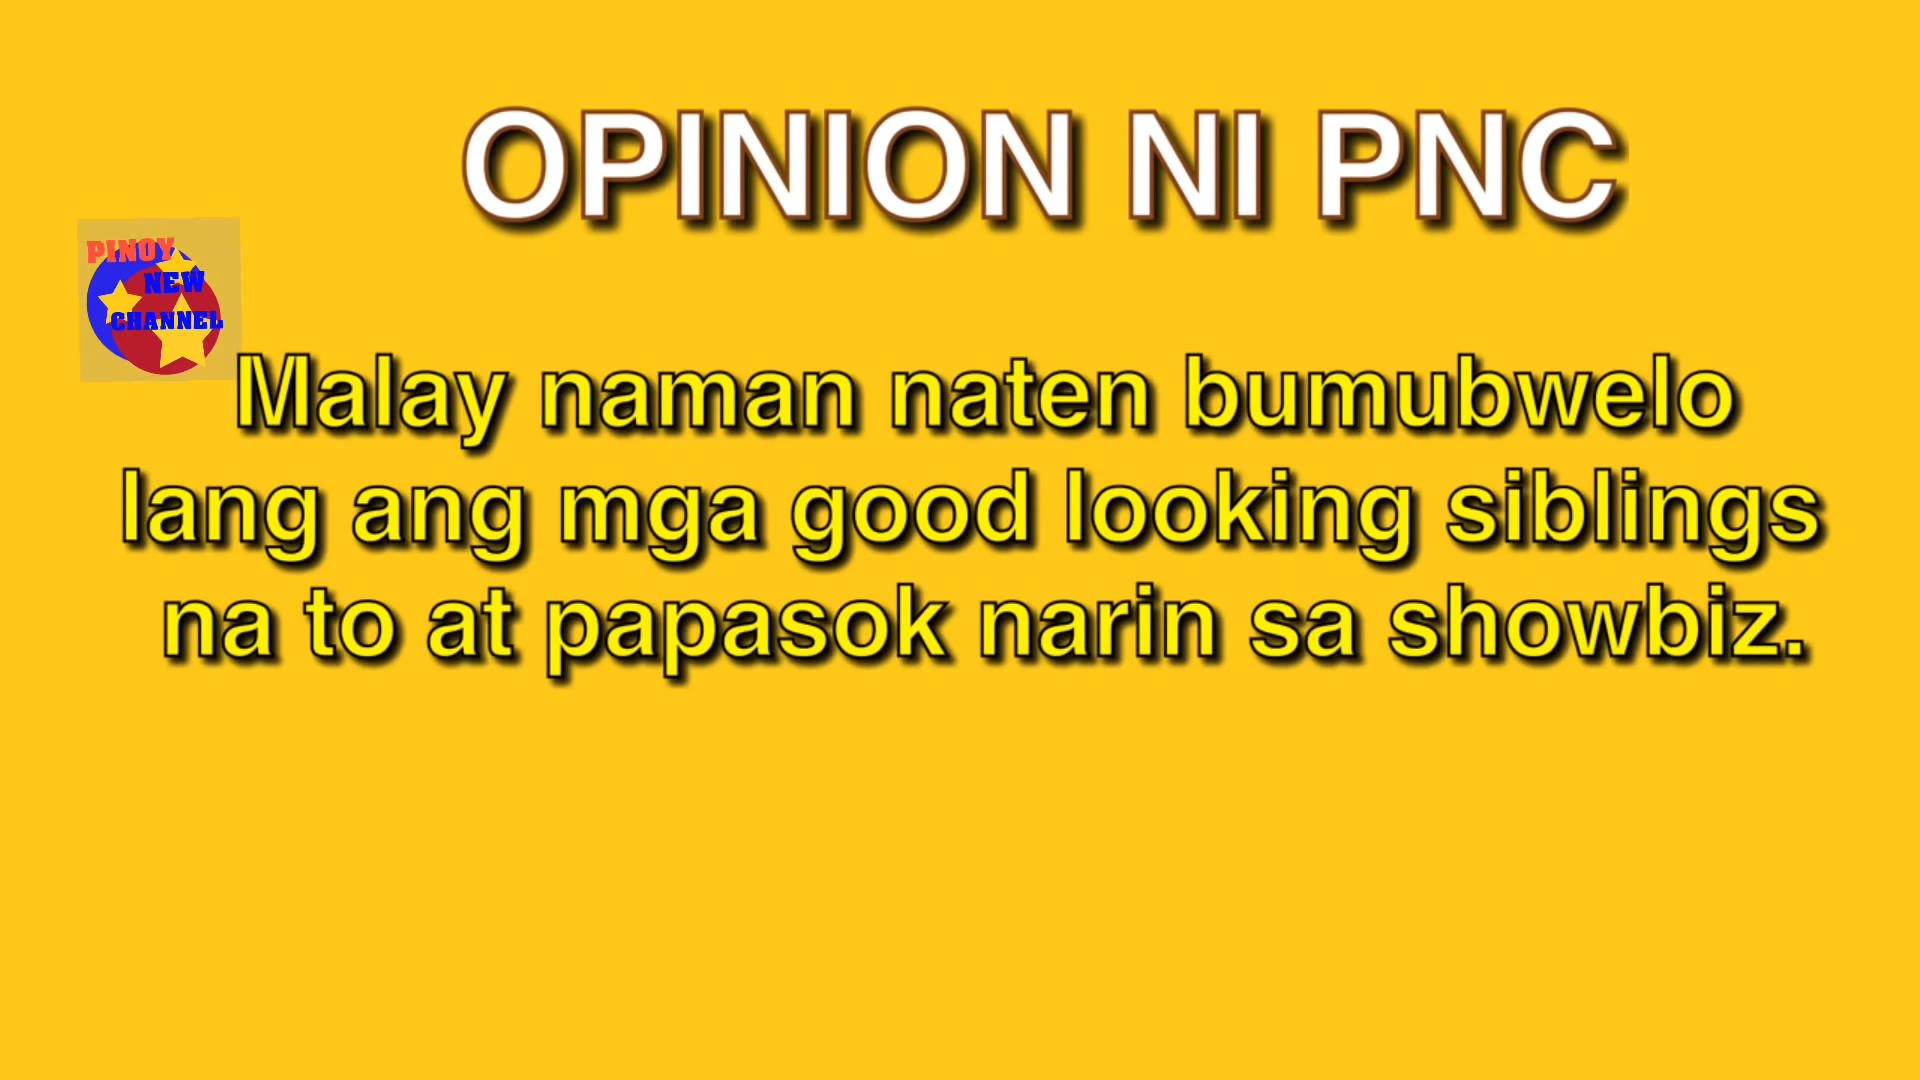 OPINION NI PNC
PINOY
NEW
CHANNEL
Malay naman naten bumubwelo
lang ang mga good looking siblings
na to at papasok narin sa showbiz.